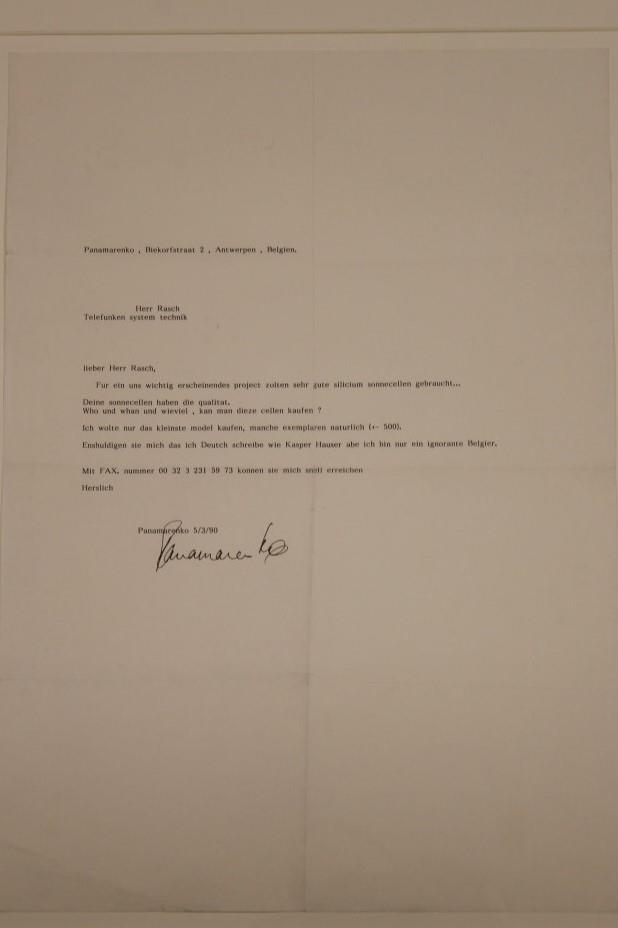 Panamarenko , Biekorfstraat 2 , Antwerpen , Belgien.
Herr Rasch
Telefunken system technik
lieber Herr Rasch,
Fur ein uns wichtig erscheinendes project zolten sehr gute silicium sonnecellen gebraucht...
Deine sonnecellen haben die qualitat.
Who und whan und wieviel , kan man dieze cellen kaufen ?
Ich wolte nur das kleinste model kaufen, manche exemplaren naturlich (+- 500).
Enshuldigen sie mich das ich Deutch schreibe wie Kasper Hauser abe ich bin nur ein ignorante Belgier.
Mit FAX. nummer 00 32 3 231 59 73 konnen sie mich snell erreichen
Herslich
Panamarenko 5/3/90
Panamarenko